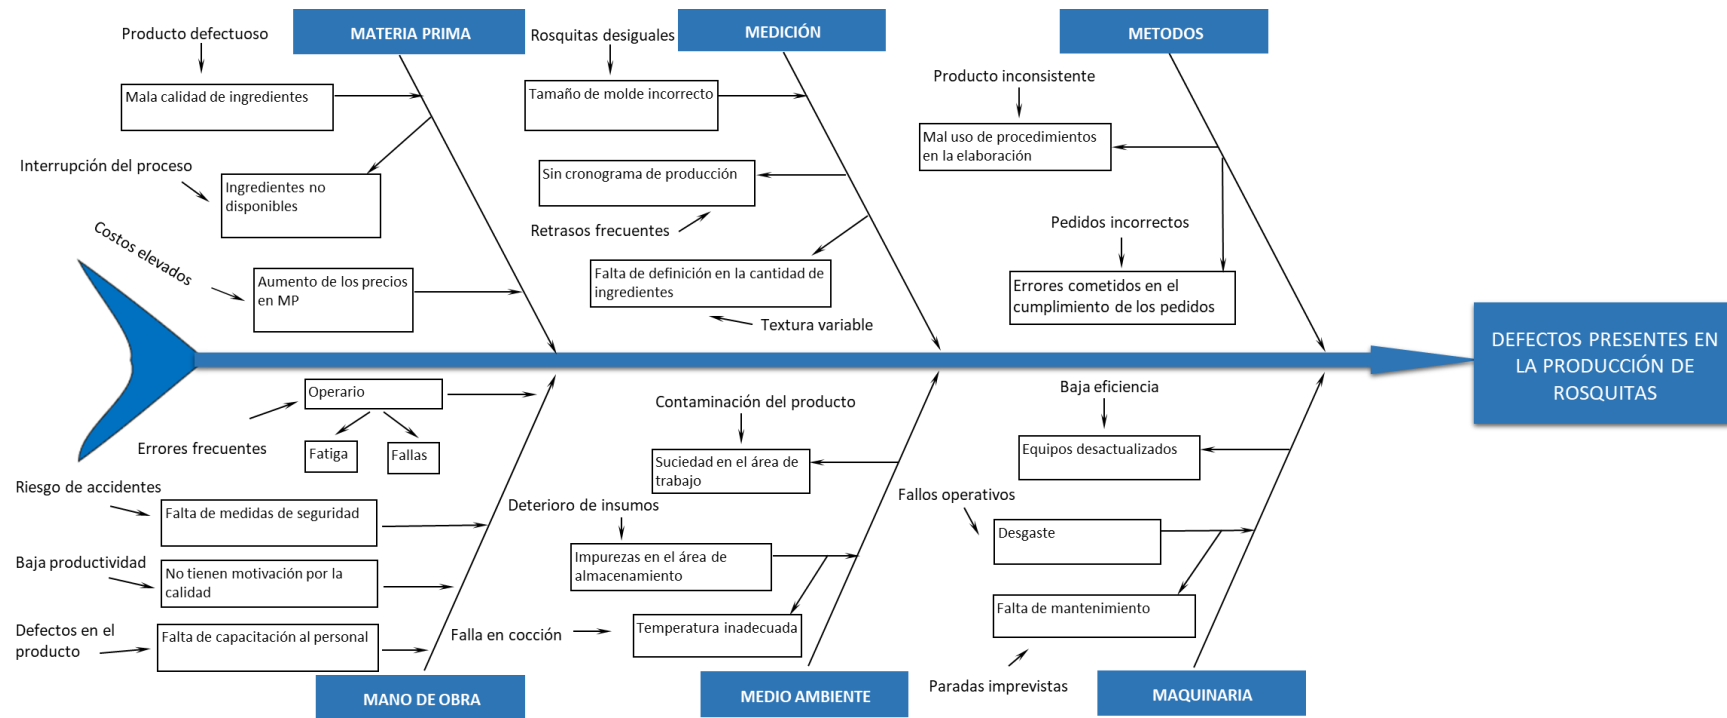 MATERIA PRIMA
Producto defectuoso
Mala calidad de ingredientes
Interrupción del proceso
Ingredientes no
disponibles
Costos elevados
Aumento de los precios
en MP
MEDICIÓN
Rosquitas desiguales
Tamaño de molde incorrecto
Sin cronograma de producción
Retrasos frecuentes
Falta de definición en la cantidad de
ingredientes
Textura variable
METODOS
Producto inconsistente
Mal uso de procedimientos
en la elaboración
Pedidos incorrectos
Errores cometidos en el
cumplimiento de los pedidos
DEFECTOS PRESENTES EN
LA PRODUCCIÓN DE
ROSQUITAS
Operario
Errores frecuentes
Fatiga
Fallas
Riesgo de accidentes
Falta de medidas de seguridad
Baja productividad
No tienen motivación por la
calidad
Defectos en el
producto
Falta de capacitación al personal
MANO DE OBRA
Contaminación del producto
Suciedad en el área de
trabajo
Deterioro de insumos
Impurezas en el área de
almacenamiento
Falla en cocción
Temperatura inadecuada
MEDIO AMBIENTE
Baja eficiencia
Equipos desactualizados
Fallos operativos
Desgaste
Falta de mantenimiento
Paradas imprevistas
MAQUINARIA